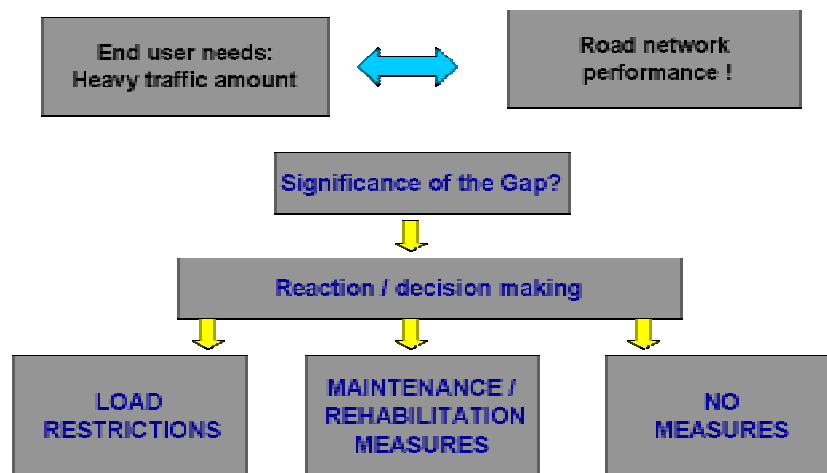 End user needs:
Heavy traffic amount
Road network
performance !
Significance of the Gap?
Reaction / decision making
LOAD
RESTRICTIONS
MAINTENANCE /
REHABILITATION
MEASURES
NO
MEASURES